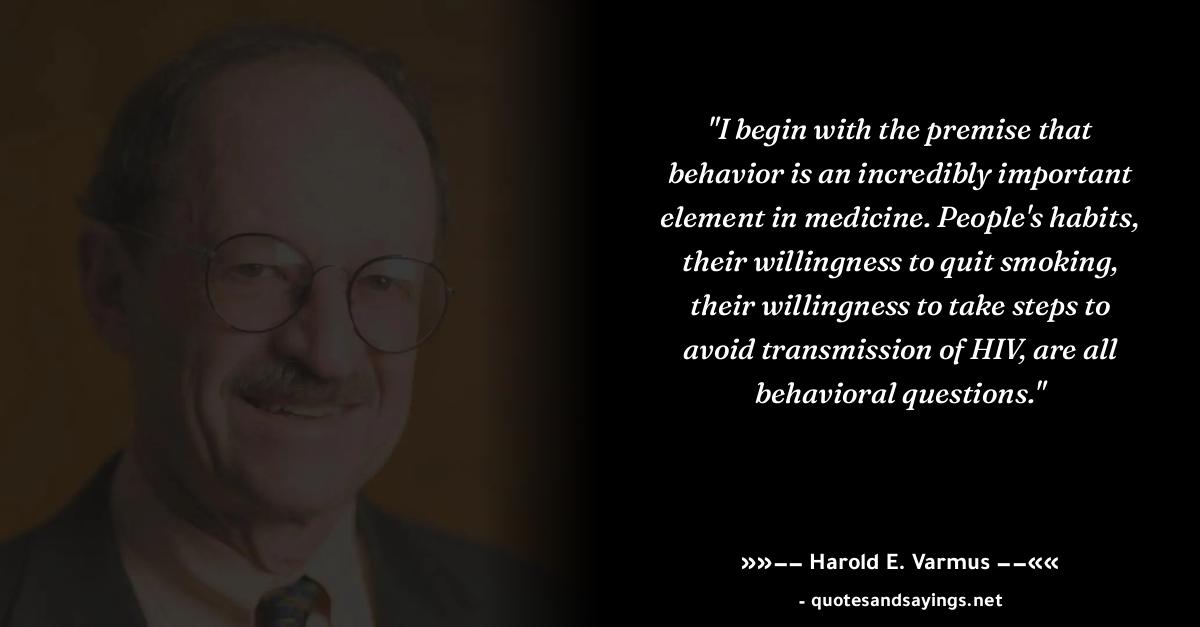 "I begin with the premise that
behavior is an incredibly important
element in medicine. People's habits,
their willingness to quit smoking,
their willingness to take steps to
avoid transmission of HIV, are all
behavioral questions."
»»−− Harold E. Varmus −−««
- quotesandsayings.net